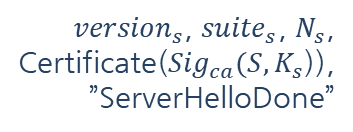 versionₛ, suiteₛ, Nₛ,
Certificate(Sig꜀ₐ(S, Kₛ)),
”ServerHelloDone”